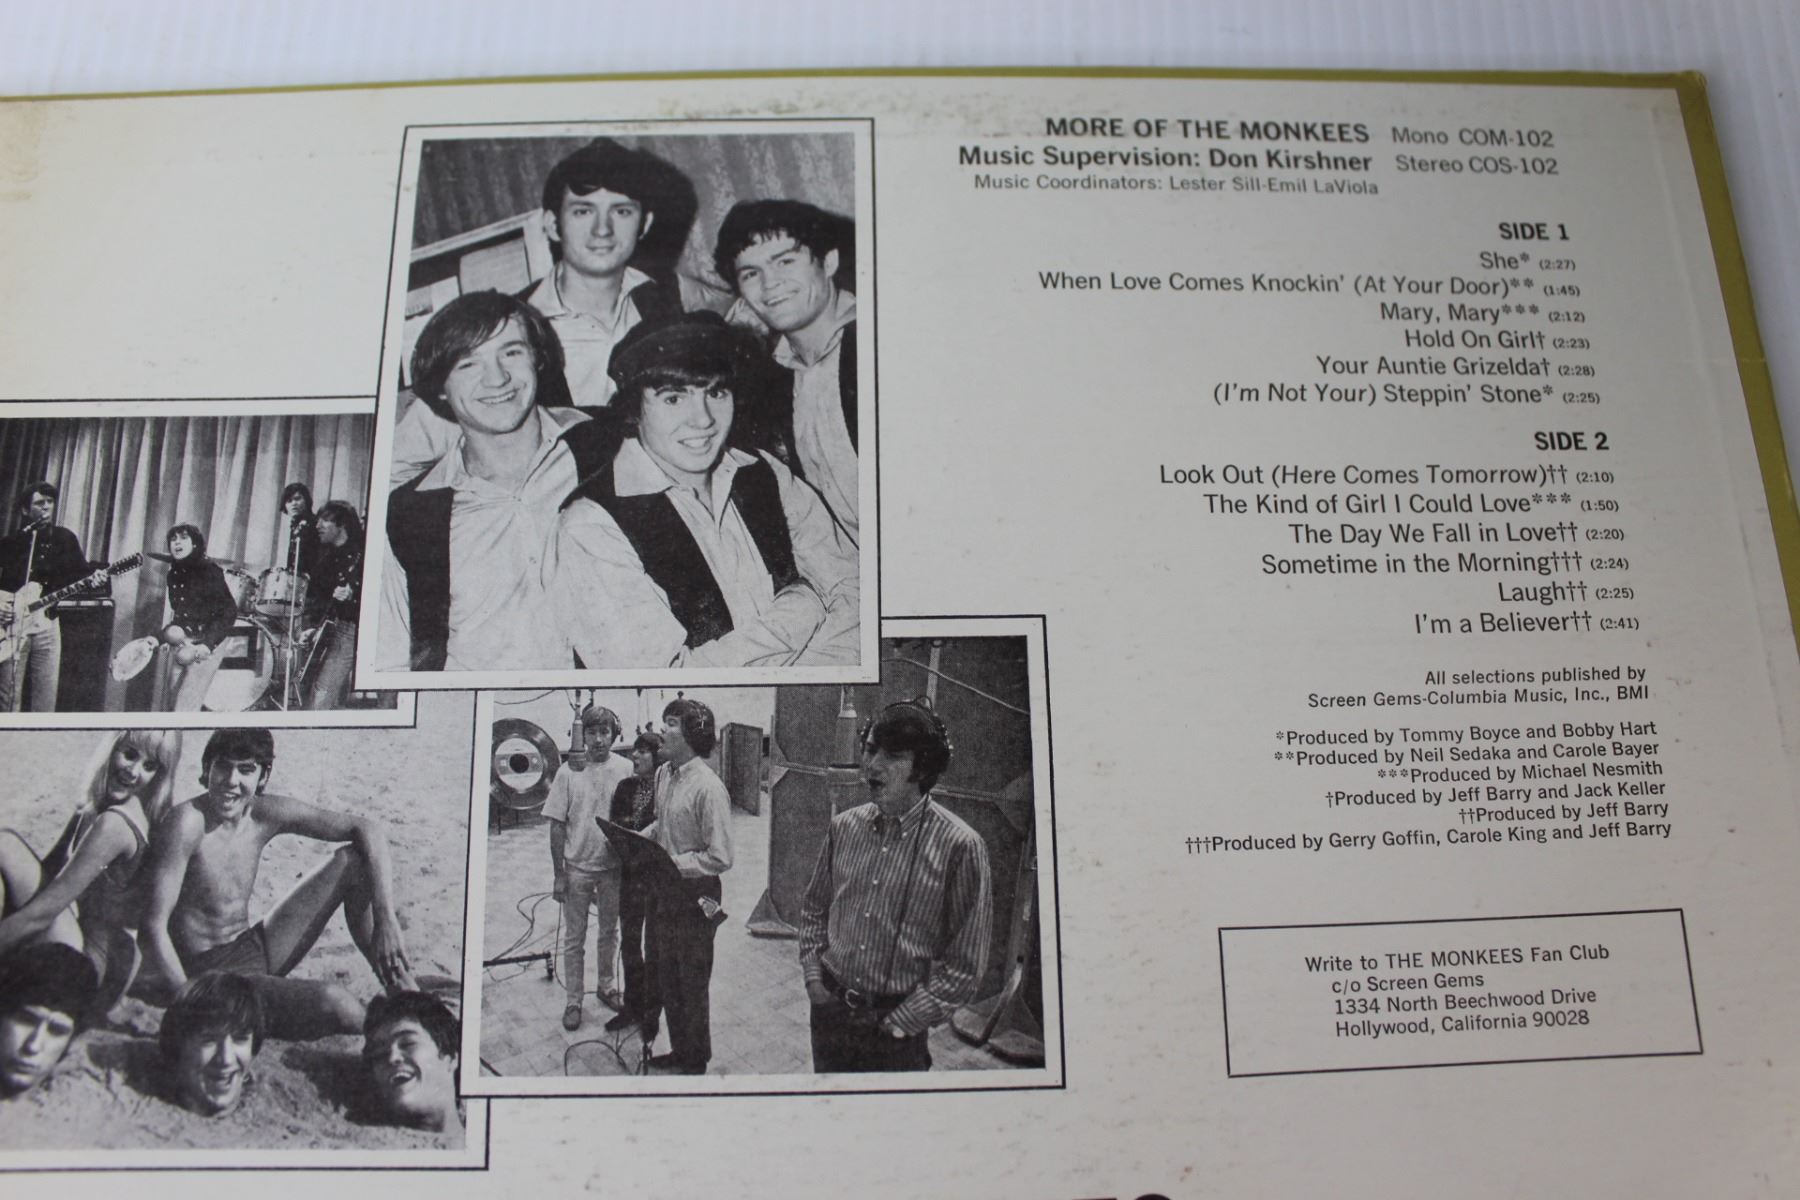 MORE OF THE MONKEES Mono COM-102
Music Supervision: Don Kirshner Stereo COS-102
Music Coordinators: Lester Sill-Emil LaViola
SIDE 1
She* (2:27)
When Love Comes Knockin' (At Your Door)** (1:45)
Mary, Mary*** (2:12)
Hold On Girl† (2:23)
Your Auntie Grizelda† (2:28)
(I'm Not Your) Steppin' Stone* (2:25)
SIDE 2
Look Out (Here Comes Tomorrow)†† (2:10)
The Kind of Girl I Could Love*** (1:50)
The Day We Fall in Love†† (2:20)
Sometime in the Morning††† (2:24)
Laugh†† (2:25)
I'm a Believer†† (2:41)
All selections published by
Screen Gems-Columbia Music, Inc., BMI
*Produced by Tommy Boyce and Bobby Hart
**Produced by Neil Sedaka and Carole Bayer
***Produced by Michael Nesmith
†Produced by Jeff Barry and Jack Keller
††Produced by Jeff Barry
†††Produced by Gerry Goffin, Carole King and Jeff Barry
Write to THE MONKEES Fan Club
c/o Screen Gems
1334 North Beechwood Drive
Hollywood, California 90028